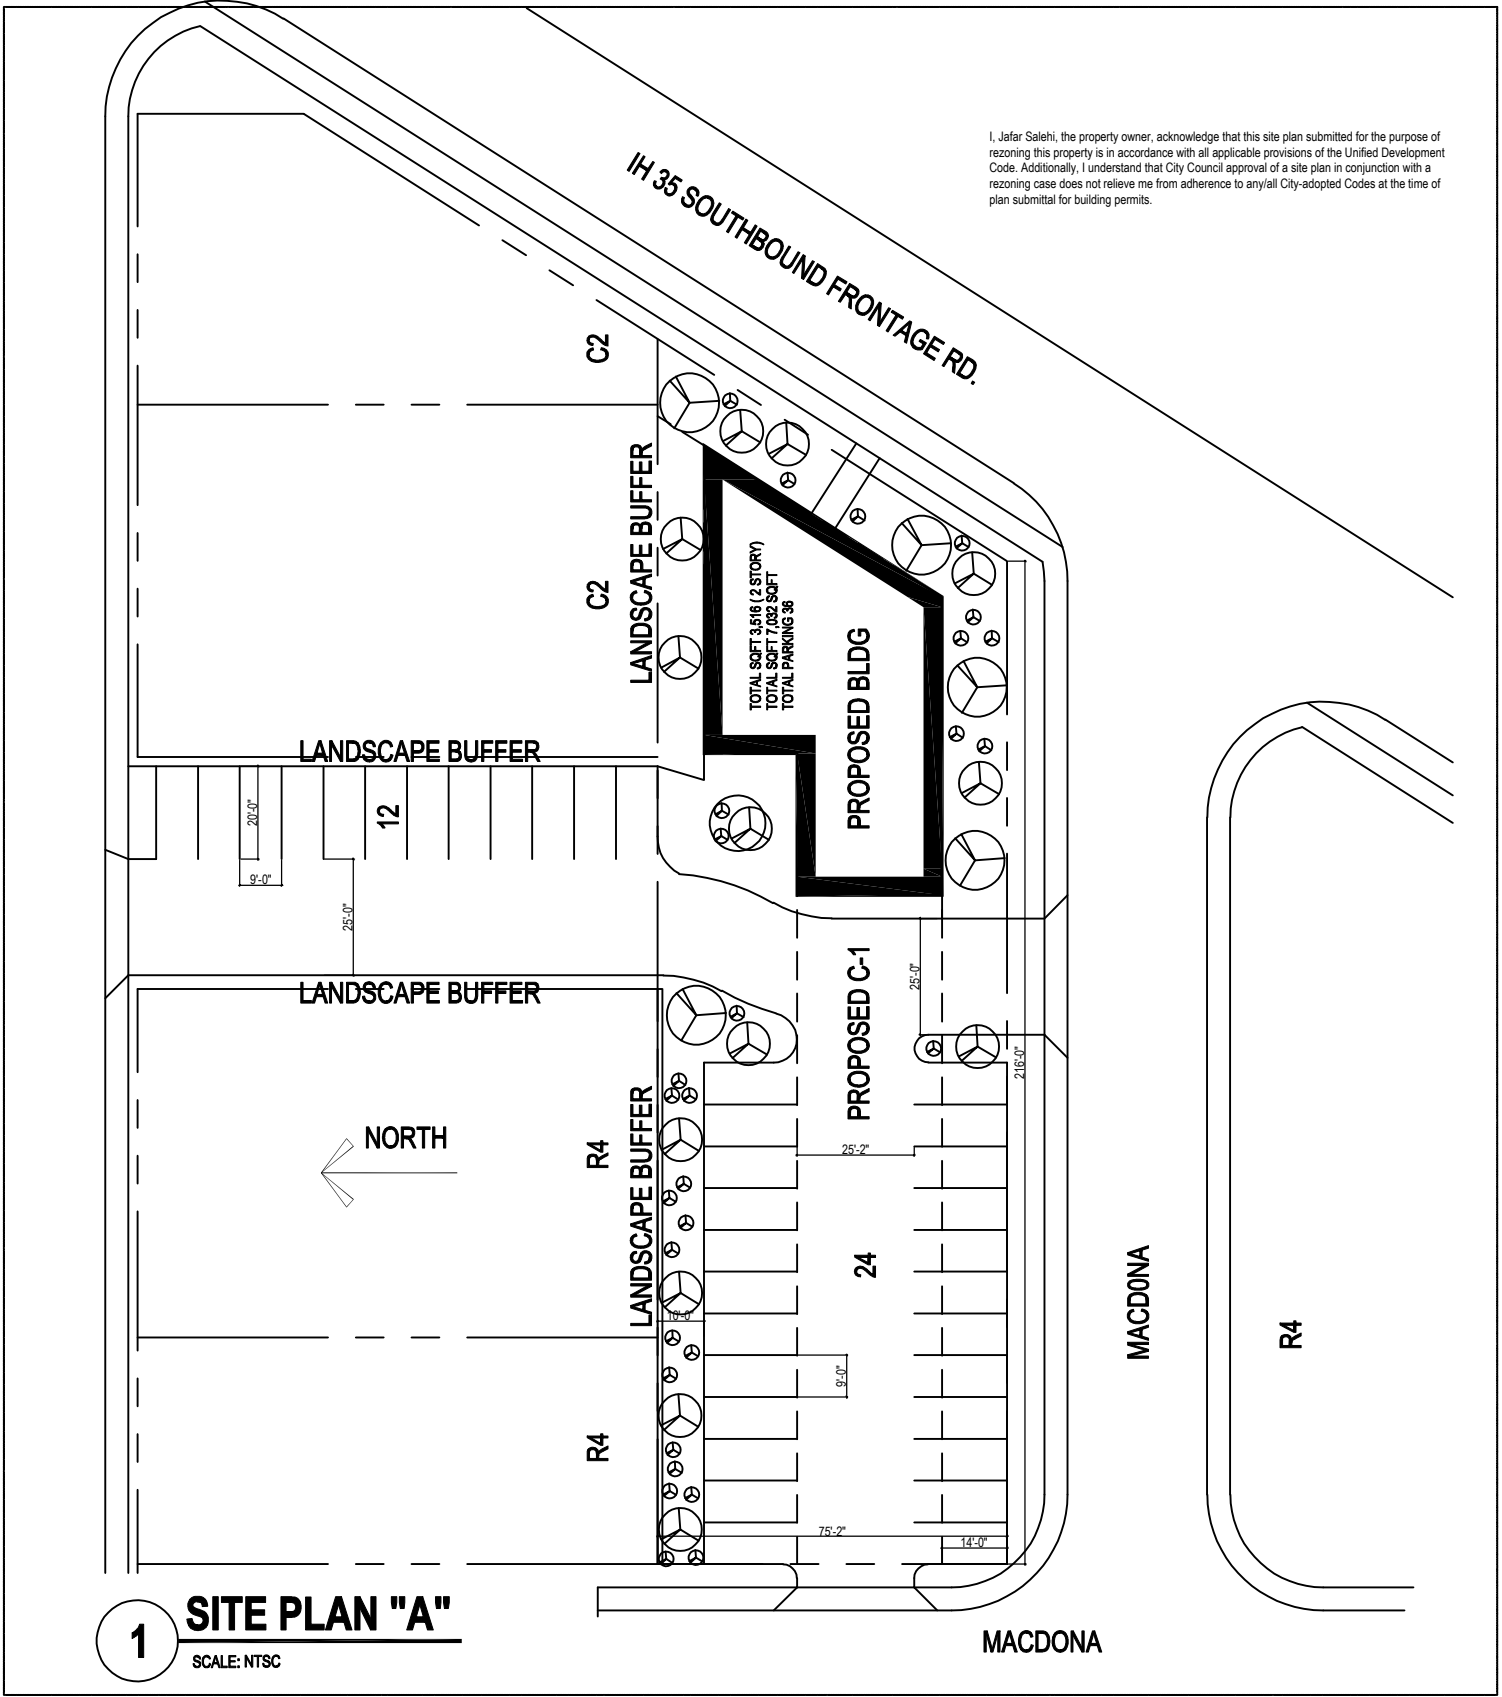 I, Jafar Salehi, the property owner, acknowledge that this site plan submitted for the purpose of
rezoning this property is in accordance with all applicable provisions of the Unified Development
Code. Additionally, I understand that City Council approval of a site plan in conjunction with a
rezoning case does not relieve me from adherence to any/all City-adopted Codes at the time of
plan submittal for building permits.
IH 35 SOUTHBOUND FRONTAGE RD.
C2
LANDSCAPE BUFFER
C2
TOTAL SQFT 3,516 ( 2 STORY)
TOTAL SQFT 7,032 SQFT
TOTAL PARKING 36
PROPOSED BLDG
LANDSCAPE BUFFER
20'-0"
12
9'-0"
25'-0"
LANDSCAPE BUFFER
PROPOSED C-1
25'-0"
216'-0"
NORTH
R4
LANDSCAPE BUFFER
25'-2"
24
10'-0"
9'-0"
MACDONA
R4
R4
75'-2"
14'-0"
1
SITE PLAN "A"
SCALE: NTSC
MACDONA